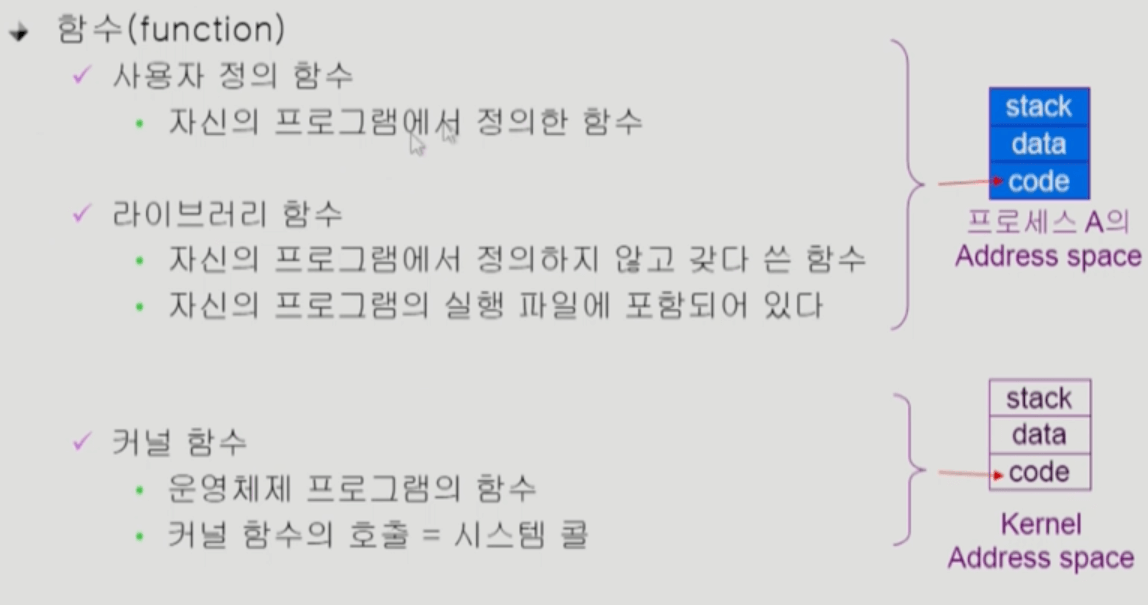 함수(function)
사용자 정의 함수
자신의 프로그램에서 정의한 함수
라이브러리 함수
자신의 프로그램에서 정의하지 않고 갖다 쓴 함수
자신의 프로그램의 실행 파일에 포함되어 있다
stack
data
code
프로세스 A의
Address space
커널 함수
운영체제 프로그램의 함수
커널 함수의 호출 = 시스템 콜
stack
data
code
Kernel
Address space